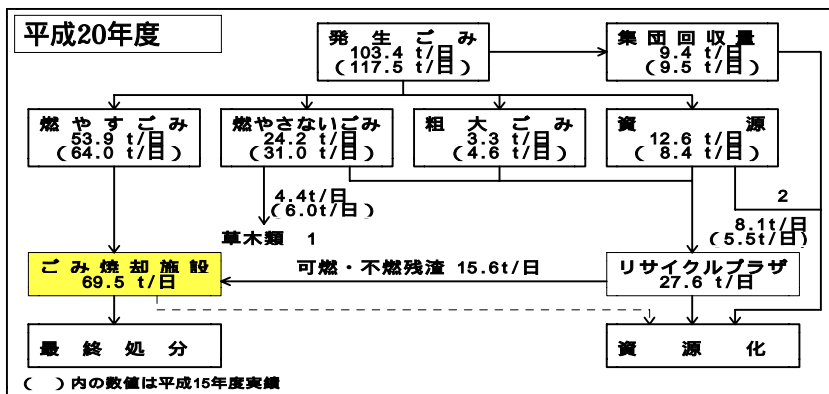 平成20年度
発生ごみ
103.4 t/日
(117.5 t/日)
集団回収量
9.4 t/日
(9.5 t/日)
燃やすごみ
53.9 t/日
(64.0 t/日)
燃やさないごみ
24.2 t/日
(31.0 t/日)
粗大ごみ
3.3 t/日
(4.6 t/日)
資源
12.6 t/日
(8.4 t/日)
4.4t/日
(6.0t/日)
草木類 1
2
8.1t/日
(5.5t/日)
ごみ焼却施設
69.5 t/日
可燃・不燃残渣 15.6t/日
リサイクルプラザ
27.6 t/日
最終処分
資源化
( )内の数値は平成15年度実績